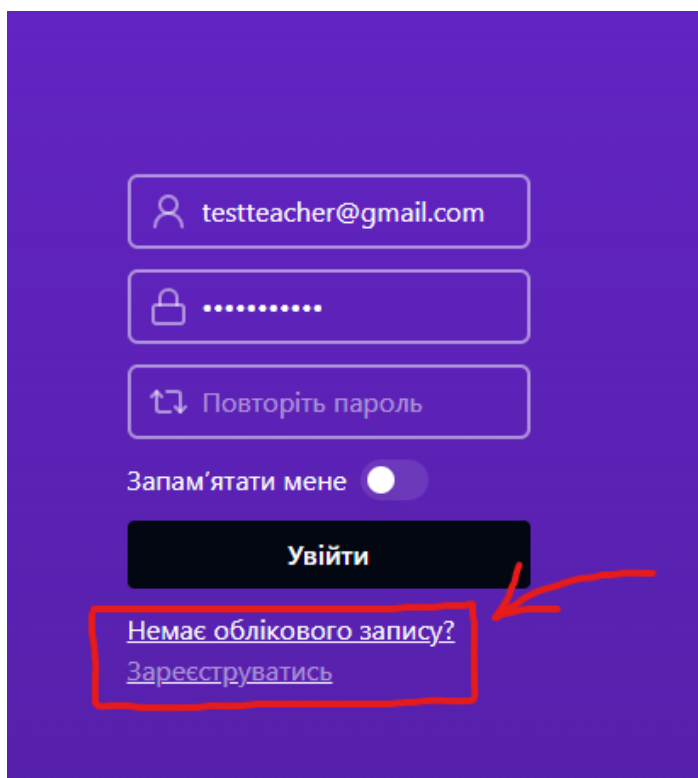 testteacher@gmail.com
•••••••••••
Повторіть пароль
Запам’ятати мене
Увійти
Немає облікового запису?
Зареєструватись